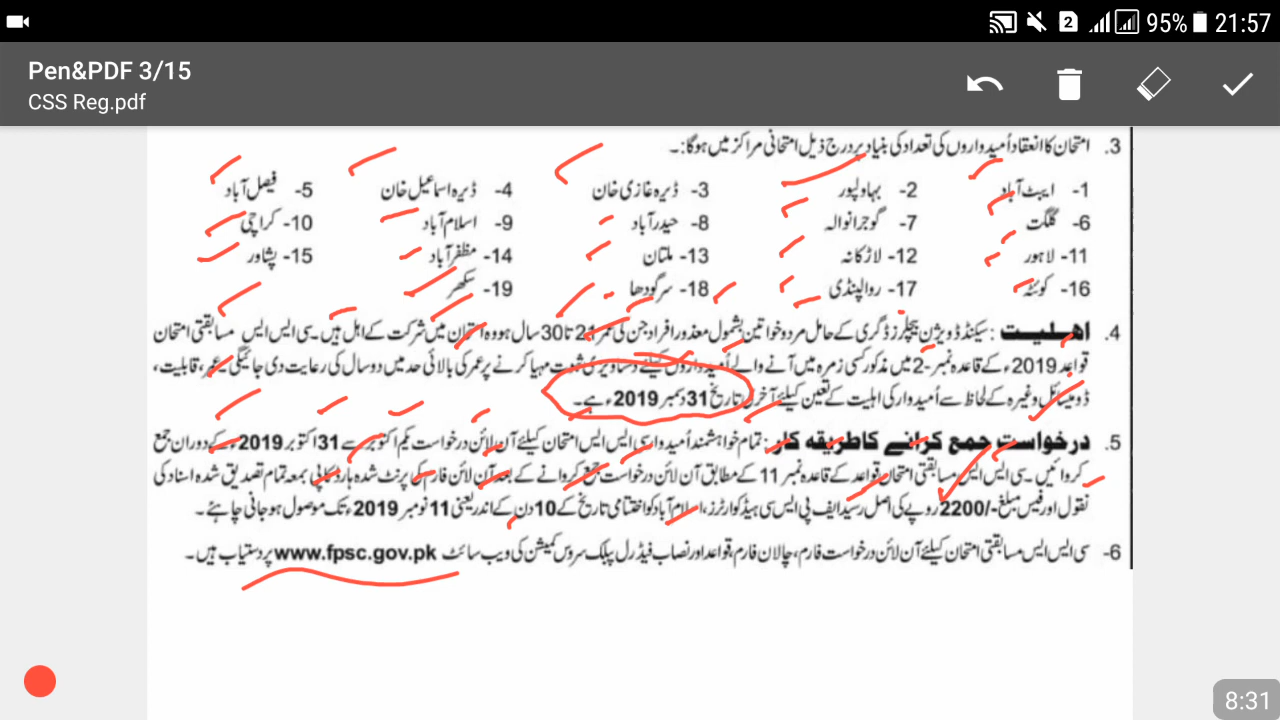 95% 21:57
Pen&PDF 3/15
CSS Reg.pdf
3. امتحان کا انعقاد اُمیدواروں کی تعداد کی بنیاد پر درج ذیل امتحانی مراکز میں ہوگا:۔
1- ایبٹ آباد 2- بہاولپور 3- ڈیرہ غازی خان 4- ڈیرہ اسماعیل خان 5- فیصل آباد
6- گلگت 7- گوجرانوالہ 8- حیدرآباد 9- اسلام آباد 10- کراچی
11- لاہور 12- لاڑکانہ 13- ملتان 14- مظفر آباد 15- پشاور
16- کوئٹہ 17- روالپنڈی 18- سرگودھا 19- سکھر
4. اھلیت : سیکنڈ ڈویژن بیچلرز ڈگری کے حامل مرد و خواتین بشمول معذور افراد جن کی عمر 21 تا 30 سال ہو وہ امتحان میں شرکت کے اہل ہیں۔ سی ایس ایس مسابقتی امتحان
قواعد 2019ء کے قاعدہ نمبر-2 میں مذکور کسی زمرہ میں آنے والے اُمیدواروں کیلئے دستاویزی ثبوت مہیا کرنے پر عمر کی بالائی حد میں دو سال کی رعایت دی جائیگی عمر، قابلیت،
ڈومیسائل وغیرہ کے لحاظ سے اُمیدوار کی اہلیت کے تعین کیلئے آخری تاریخ 31 دسمبر 2019ء ہے۔
5. درخواست جمع کرانے کا طریقه کار: تمام خواہشمند اُمیدوار سی ایس ایس امتحان کیلئے آن لائن درخواست یکم اکتوبر سے 31 اکتوبر 2019ء کے دوران جمع
کروائیں۔ سی ایس ایس مسابقتی امتحان قواعد کے قاعدہ نمبر 11 کے مطابق آن لائن درخواست جمع کروانے کے بعد آن لائن فارم کی پرنٹ شدہ ہارڈ کاپی بمعہ تمام تصدیق شدہ اسناد کی
نقول اور فیس مبلغ -/2200 روپے کی اصل رسید ایف پی ایس سی ہیڈ کوارٹرز، اسلام آباد کو اختتامی تاریخ کے 10 دن کے اندر یعنی 11 نومبر 2019ء تک موصول ہو جانی چاہئے۔
6- سی ایس ایس مسابقتی امتحان کیلئے آن لائن درخواست فارم، چالان فارم، قواعد اور نصاب فیڈرل پبلک سروس کمیشن کی ویب سائٹ www.fpsc.gov.pk پر دستیاب ہیں۔
8:31